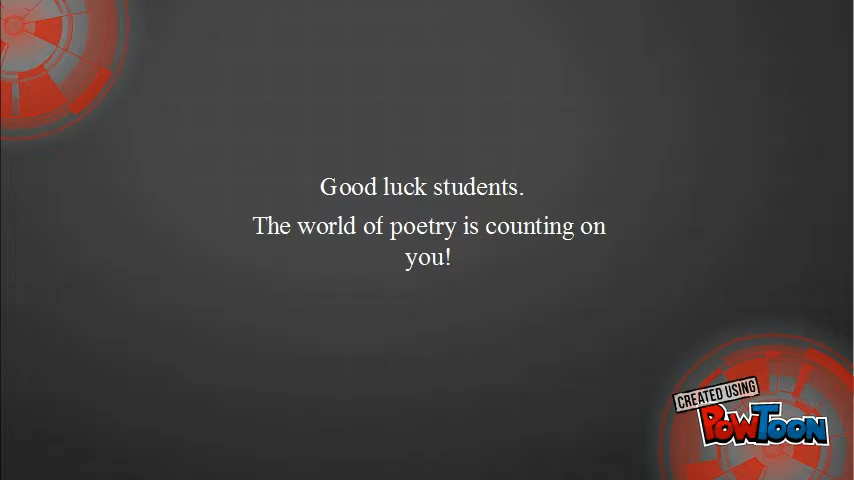 Good luck students.
The world of poetry is counting on
you!
CREATED USING
POWTOON